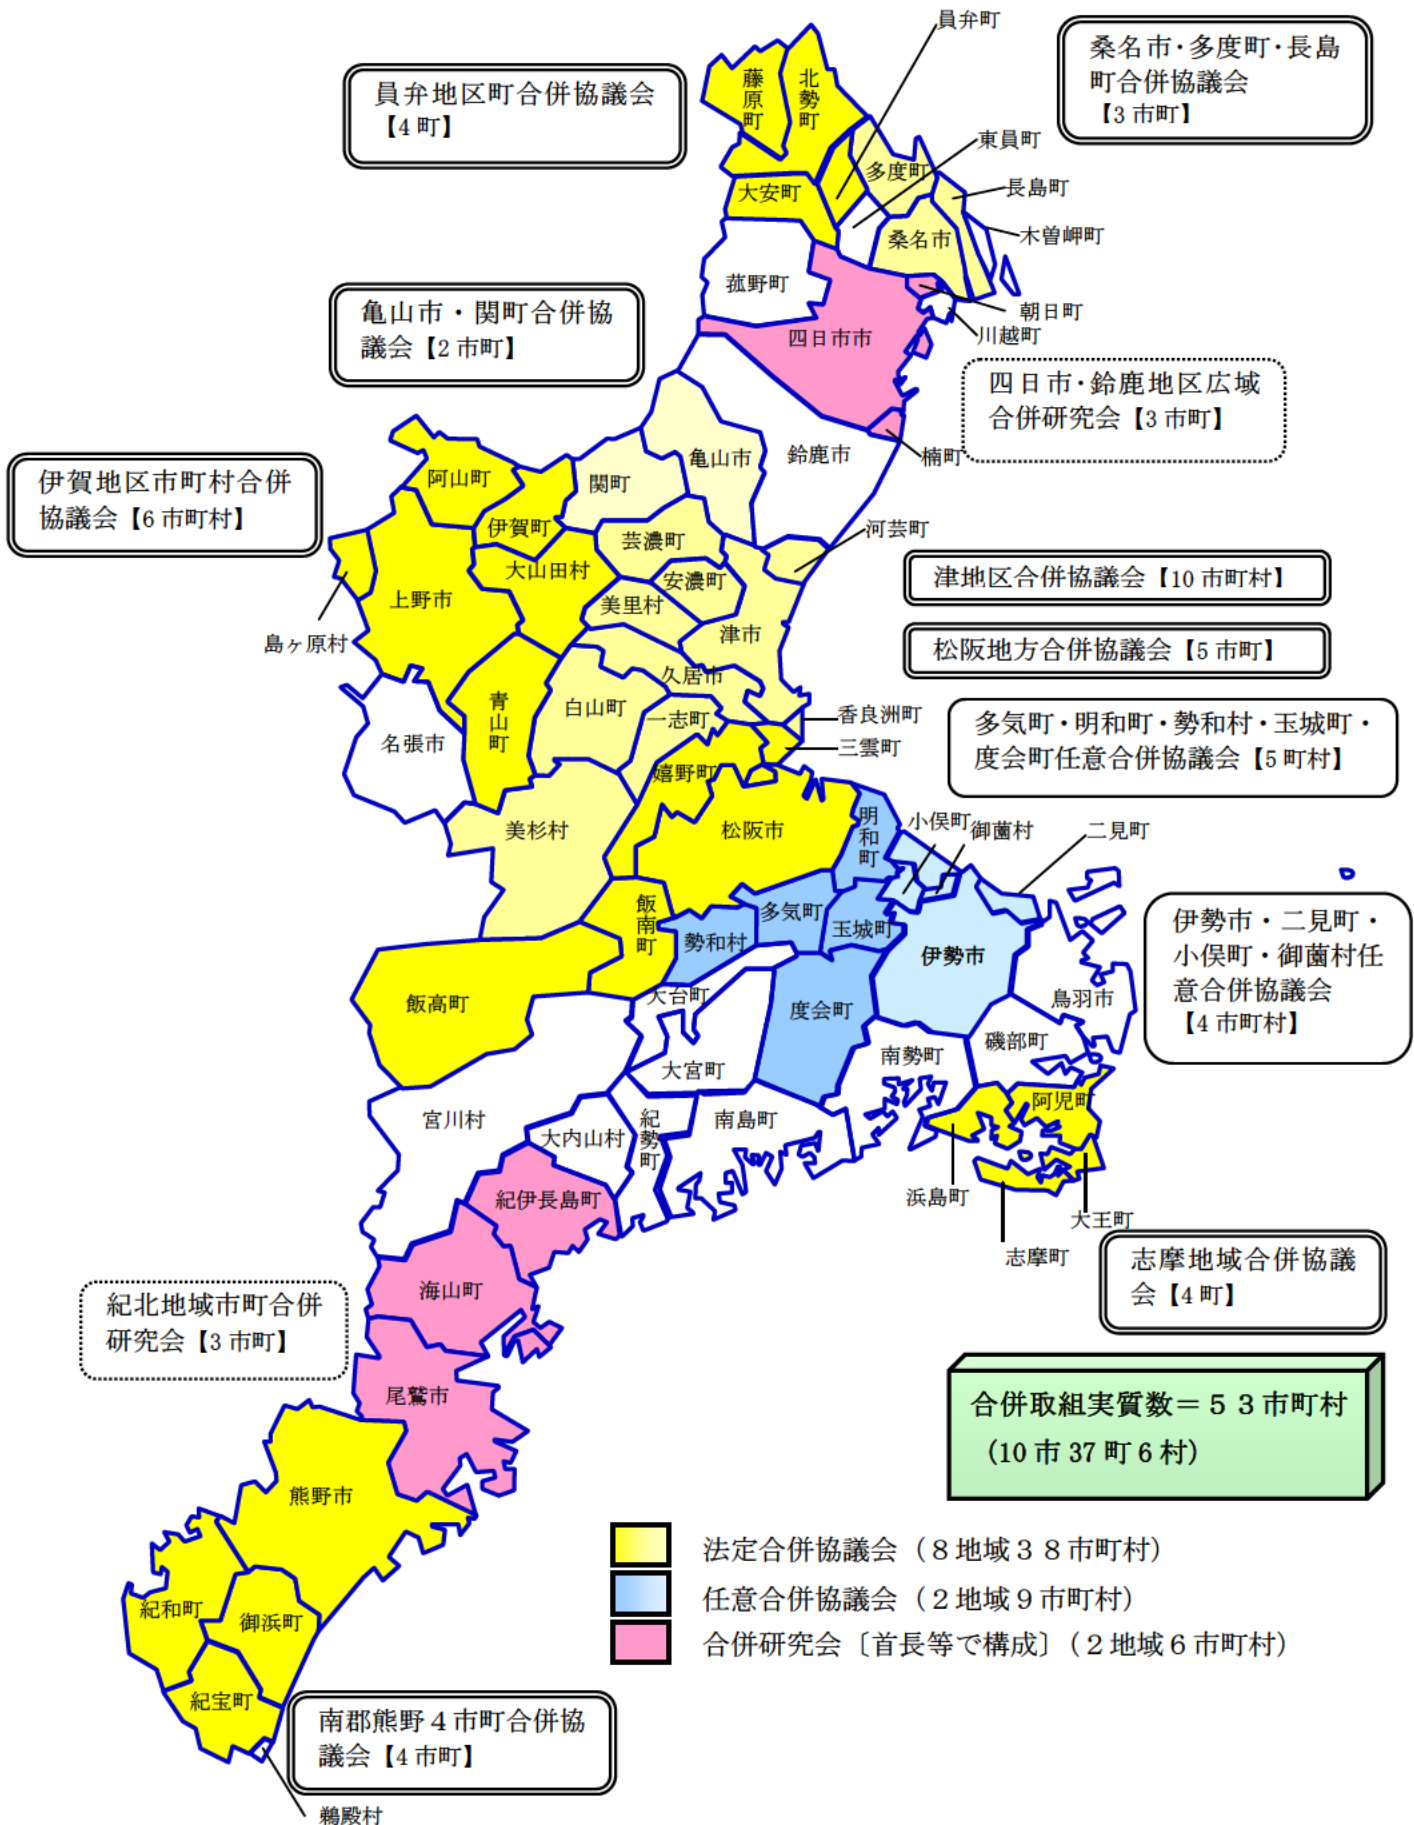 員弁町
桑名市・多度町・長島
町合併協議会
【3 市町】
員弁地区町合併協議会
【4 町】
藤原町
北勢町
東員町
多度町
大安町
長島町
木曽岬町
桑名市
菰野町
亀山市・関町合併協
議会【2 市町】
朝日町
川越町
四日市市
四日市・鈴鹿地区広域
合併研究会【3 市町】
亀山市
鈴鹿市
楠町
伊賀地区市町村合併
協議会【6 市町村】
阿山町
関町
伊賀町
河芸町
芸濃町
大山田村
安濃町
津地区合併協議会【10 市町村】
上野市
美里村
島ヶ原村
津市
松阪地方合併協議会【5 市町】
久居市
青山町
白山町
一志町
香良洲町
名張市
三雲町
多気町・明和町・勢和村・玉城町・
度会町任意合併協議会【5 町村】
嬉野町
美杉村
松阪市
明和町
小俣町
御薗村
二見町
飯南町
多気町
玉城町
勢和村
伊勢市
伊勢市・二見町・
小俣町・御薗村任
意合併協議会
【4 市町村】
飯高町
大台町
度会町
鳥羽市
磯部町
南勢町
大宮町
阿児町
宮川村
大内山村
紀勢町
南島町
紀伊長島町
浜島町
大王町
志摩町
志摩地域合併協議
会【4 町】
海山町
紀北地域市町合併
研究会【3 市町】
尾鷲市
合併取組実質数＝５３市町村
（10 市 37 町 6 村）
熊野市
法定合併協議会（８地域３８市町村）
任意合併協議会（２地域９市町村）
合併研究会〔首長等で構成〕（２地域６市町村）
紀和町
御浜町
紀宝町
南郡熊野４市町合併協
議会【4 市町】
鵜殿村